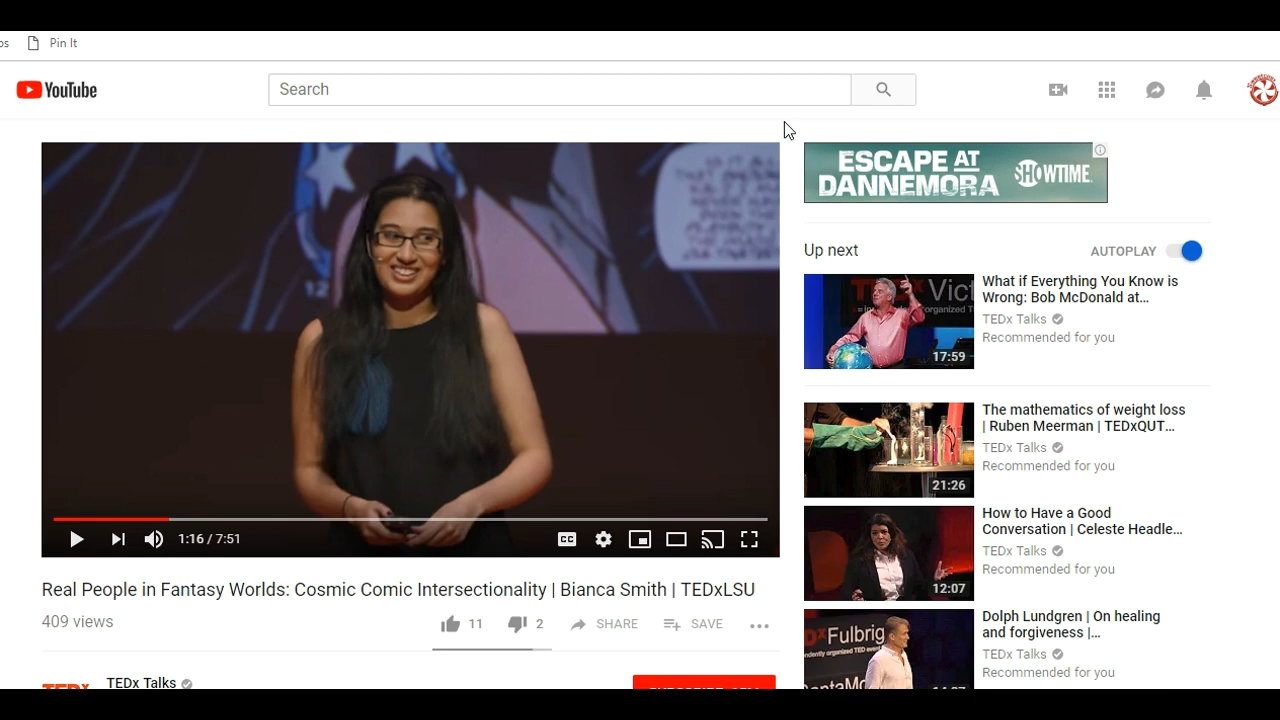 os Pin It
YouTube
Search
ESCAPE AT
DANNEMORA
SHOWTIME
12
Up next
AUTOPLAY
What if Everything You Know is
Wrong: Bob McDonald at...
TEDx Talks
Recommended for you
17:59
The mathematics of weight loss
| Ruben Meerman | TEDxQUT...
TEDx Talks
Recommended for you
21:26
How to Have a Good
Conversation | Celeste Headle...
TEDx Talks
Recommended for you
12:07
Dolph Lundgren | On healing
and forgiveness |...
TEDx Talks
Recommended for you
1:16 / 7:51
CC
Real People in Fantasy Worlds: Cosmic Comic Intersectionality | Bianca Smith | TEDxLSU
409 views
11
2
SHARE
SAVE
TEDx Talks